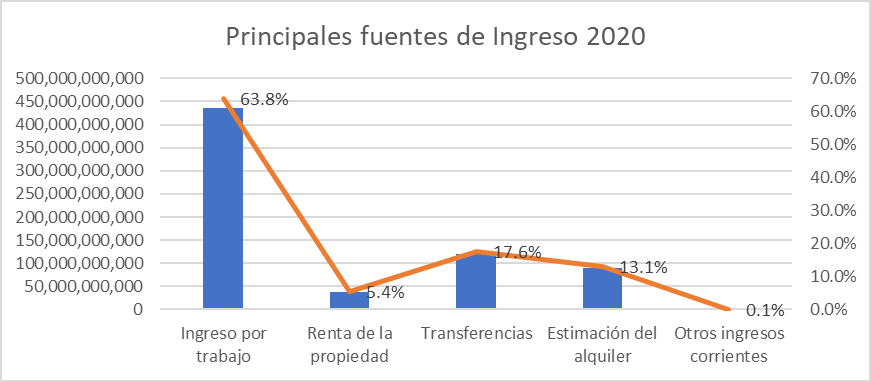 Principales fuentes de Ingreso 2020
500,000,000,000
450,000,000,000
400,000,000,000
350,000,000,000
300,000,000,000
250,000,000,000
200,000,000,000
150,000,000,000
100,000,000,000
50,000,000,000
0
63.8%
5.4%
17.6%
13.1%
0.1%
70.0%
60.0%
50.0%
40.0%
30.0%
20.0%
10.0%
0.0%
Ingreso por
trabajo
Renta de la
propiedad
Transferencias
Estimación del
alquiler
Otros ingresos
corrientes